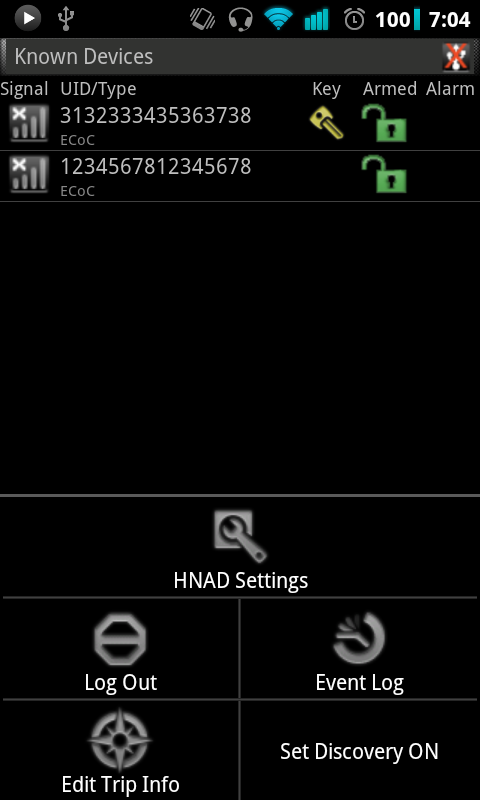 100 7:04
Known Devices
Signal UID/Type Key Armed Alarm
3132333435363738
ECoC
1234567812345678
ECoC
HNAD Settings
Log Out Event Log
Edit Trip Info Set Discovery ON